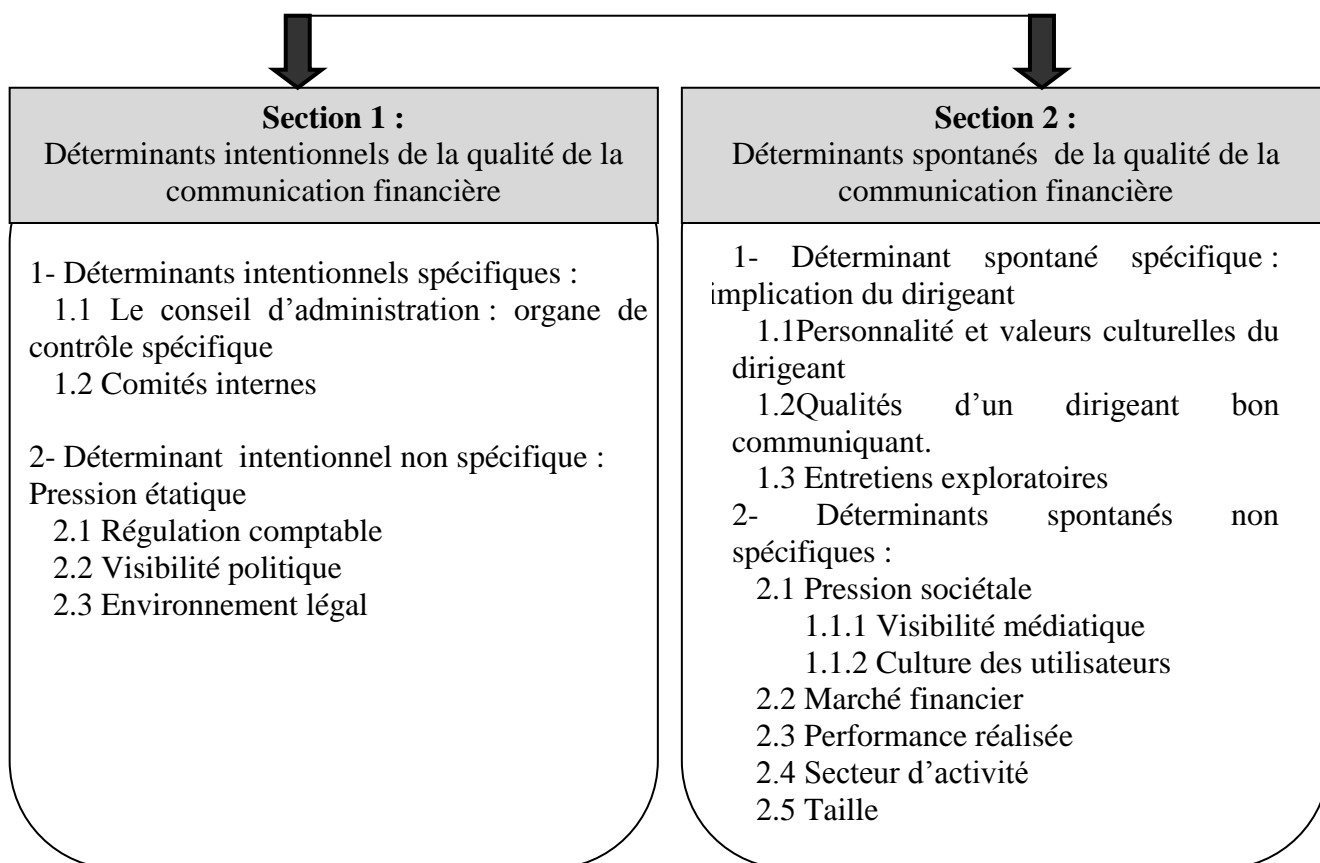 Section 1 :
Déterminants intentionnels de la qualité de la
communication financière
1- Déterminants intentionnels spécifiques :
1.1 Le conseil d’administration : organe de
contrôle spécifique
1.2 Comités internes
2- Déterminant intentionnel non spécifique :
Pression étatique
2.1 Régulation comptable
2.2 Visibilité politique
2.3 Environnement légal
Section 2 :
Déterminants spontanés de la qualité de la
communication financière
1- Déterminant spontané spécifique :
implication du dirigeant
1.1Personnalité et valeurs culturelles du
dirigeant
1.2Qualités d’un dirigeant bon
communiquant.
1.3 Entretiens exploratoires
2- Déterminants spontanés non
spécifiques :
2.1 Pression sociétale
1.1.1 Visibilité médiatique
1.1.2 Culture des utilisateurs
2.2 Marché financier
2.3 Performance réalisée
2.4 Secteur d’activité
2.5 Taille